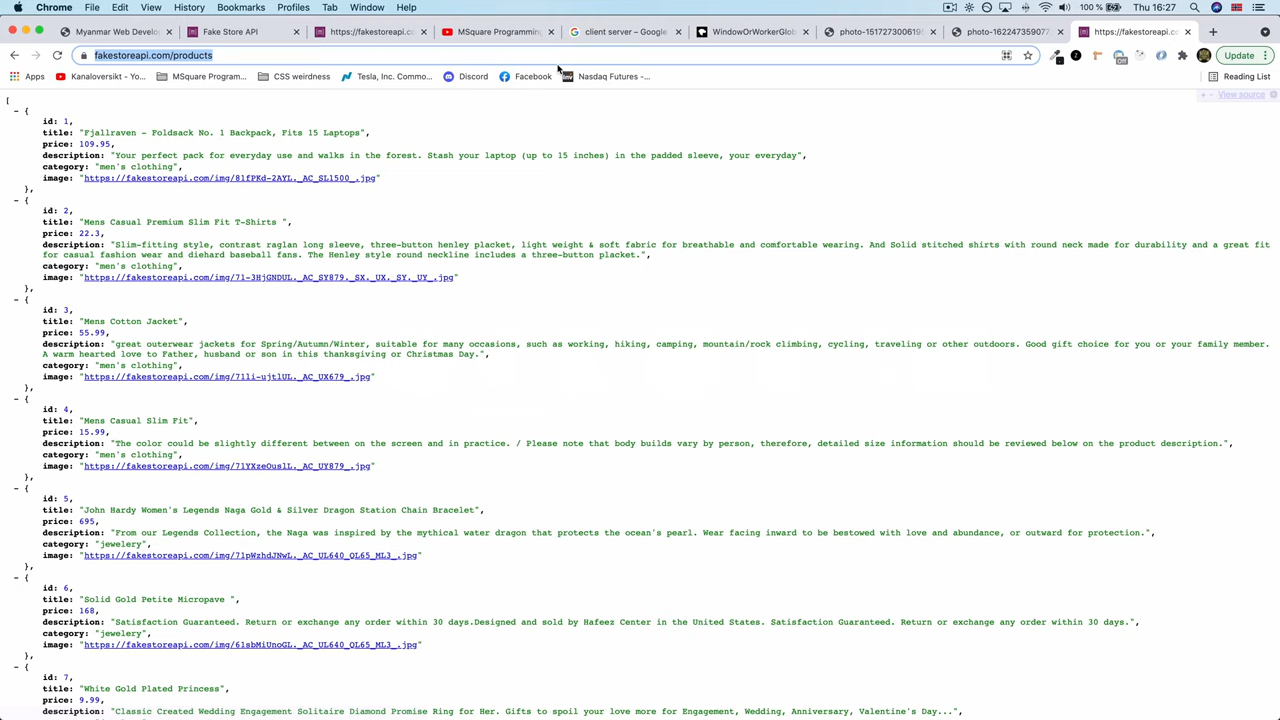 Chrome File Edit View History Bookmarks Profiles Tab Window Help 100 % Thu 16:27
Myanmar Web Develo Fake Store API https://fakestoreapi.c MSquare Programming client server – Google WindowOrWorkerGlob photo-1517273006195 photo-1622473590773 https://fakestoreapi.c
fakestoreapi.com/products Off Update
Apps Kanaloversikt - Yo... MSquare Program... CSS weirdness Tesla, Inc. Commo... Discord Facebook Nasdaq Futures -... Reading List
+ - View source
[
- {
id: 1,
title: "Fjallraven - Foldsack No. 1 Backpack, Fits 15 Laptops",
price: 109.95,
description: "Your perfect pack for everyday use and walks in the forest. Stash your laptop (up to 15 inches) in the padded sleeve, your everyday",
category: "men's clothing",
image: "https://fakestoreapi.com/img/81fPKd-2AYL._AC_SL1500_.jpg"
},
- {
id: 2,
title: "Mens Casual Premium Slim Fit T-Shirts ",
price: 22.3,
description: "Slim-fitting style, contrast raglan long sleeve, three-button henley placket, light weight & soft fabric for breathable and comfortable wearing. And Solid stitched shirts with round neck made for durability and a great fit
for casual fashion wear and diehard baseball fans. The Henley style round neckline includes a three-button placket.",
category: "men's clothing",
image: "https://fakestoreapi.com/img/71-3HjGNDUL._AC_SY879._SX._UX._SY._UY_.jpg"
},
- {
id: 3,
title: "Mens Cotton Jacket",
price: 55.99,
description: "great outerwear jackets for Spring/Autumn/Winter, suitable for many occasions, such as working, hiking, camping, mountain/rock climbing, cycling, traveling or other outdoors. Good gift choice for you or your family member.
A warm hearted love to Father, husband or son in this thanksgiving or Christmas Day.",
category: "men's clothing",
image: "https://fakestoreapi.com/img/71li-ujtlUL._AC_UX679_.jpg"
},
- {
id: 4,
title: "Mens Casual Slim Fit",
price: 15.99,
description: "The color could be slightly different between on the screen and in practice. / Please note that body builds vary by person, therefore, detailed size information should be reviewed below on the product description.",
category: "men's clothing",
image: "https://fakestoreapi.com/img/71YXzeOuslL._AC_UY879_.jpg"
},
- {
id: 5,
title: "John Hardy Women's Legends Naga Gold & Silver Dragon Station Chain Bracelet",
price: 695,
description: "From our Legends Collection, the Naga was inspired by the mythical water dragon that protects the ocean's pearl. Wear facing inward to be bestowed with love and abundance, or outward for protection.",
category: "jewelery",
image: "https://fakestoreapi.com/img/71pWzhdJNwL._AC_UL640_QL65_ML3_.jpg"
},
- {
id: 6,
title: "Solid Gold Petite Micropave ",
price: 168,
description: "Satisfaction Guaranteed. Return or exchange any order within 30 days.Designed and sold by Hafeez Center in the United States. Satisfaction Guaranteed. Return or exchange any order within 30 days.",
category: "jewelery",
image: "https://fakestoreapi.com/img/61sbMiUnoGL._AC_UL640_QL65_ML3_.jpg"
},
- {
id: 7,
title: "White Gold Plated Princess",
price: 9.99,
description: "Classic Created Wedding Engagement Solitaire Diamond Promise Ring for Her. Gifts to spoil your love more for Engagement, Wedding, Anniversary, Valentine's Day...",